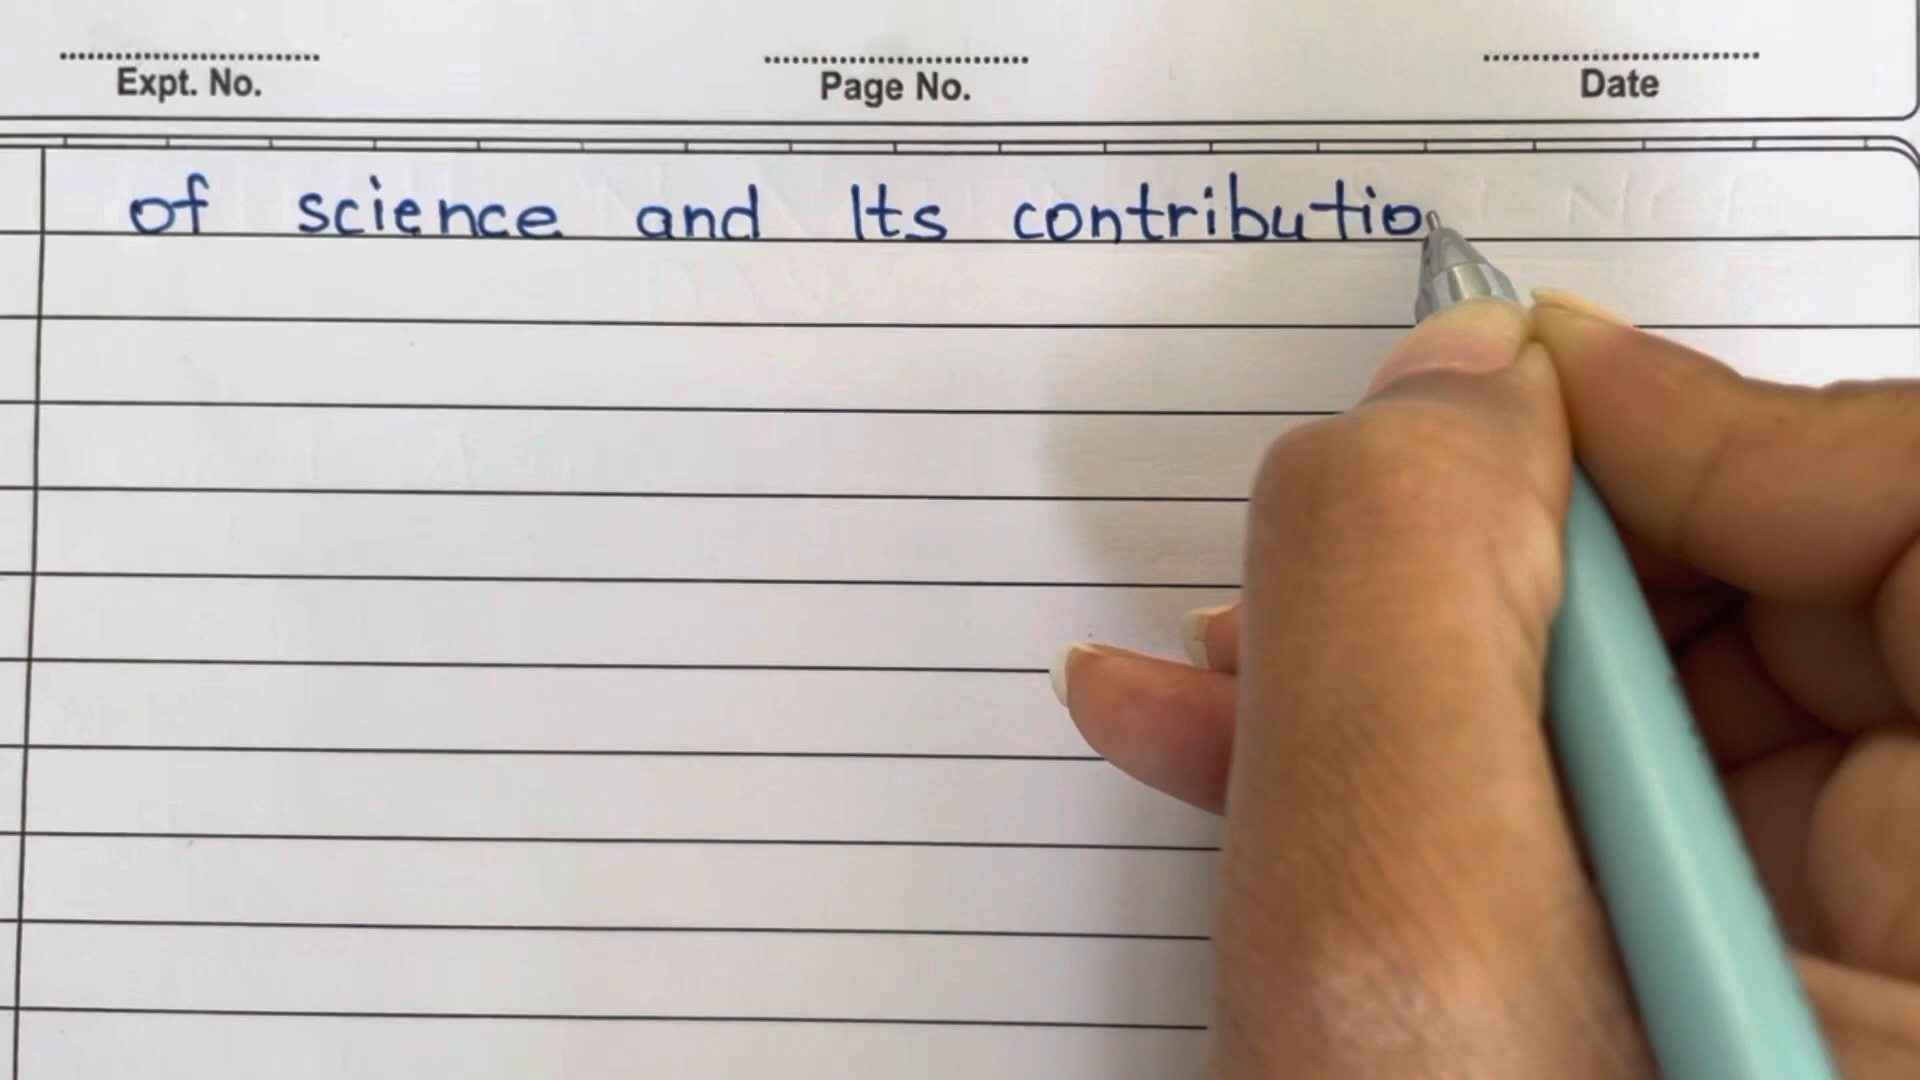 Expt. No. Page No. Date
of science and Its contributio